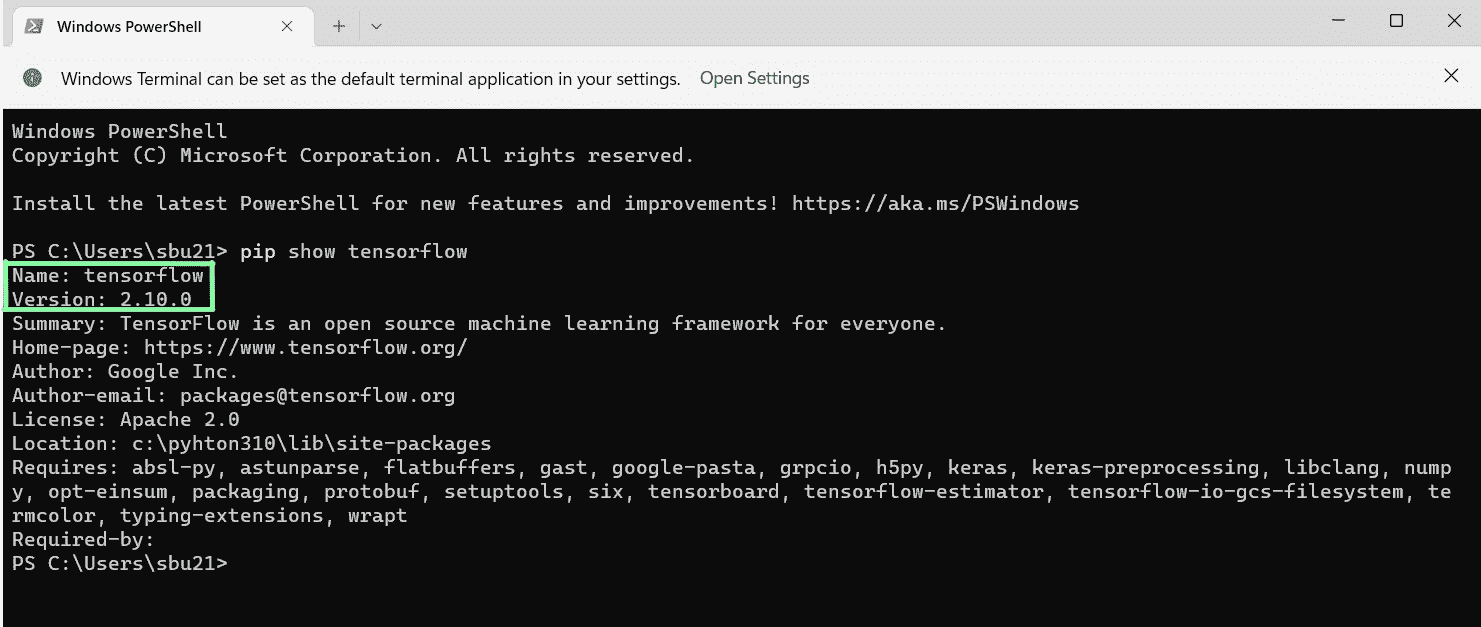 Windows PowerShell
Windows Terminal can be set as the default terminal application in your settings. Open Settings
Windows PowerShell
Copyright (C) Microsoft Corporation. All rights reserved.
Install the latest PowerShell for new features and improvements! https://aka.ms/PSWindows
PS C:\Users\sbu21> pip show tensorflow
Name: tensorflow
Version: 2.10.0
Summary: TensorFlow is an open source machine learning framework for everyone.
Home-page: https://www.tensorflow.org/
Author: Google Inc.
Author-email: packages@tensorflow.org
License: Apache 2.0
Location: c:\pyhton310\lib\site-packages
Requires: absl-py, astunparse, flatbuffers, gast, google-pasta, grpcio, h5py, keras, keras-preprocessing, libclang, nump
y, opt-einsum, packaging, protobuf, setuptools, six, tensorboard, tensorflow-estimator, tensorflow-io-gcs-filesystem, te
rmcolor, typing-extensions, wrapt
Required-by:
PS C:\Users\sbu21>